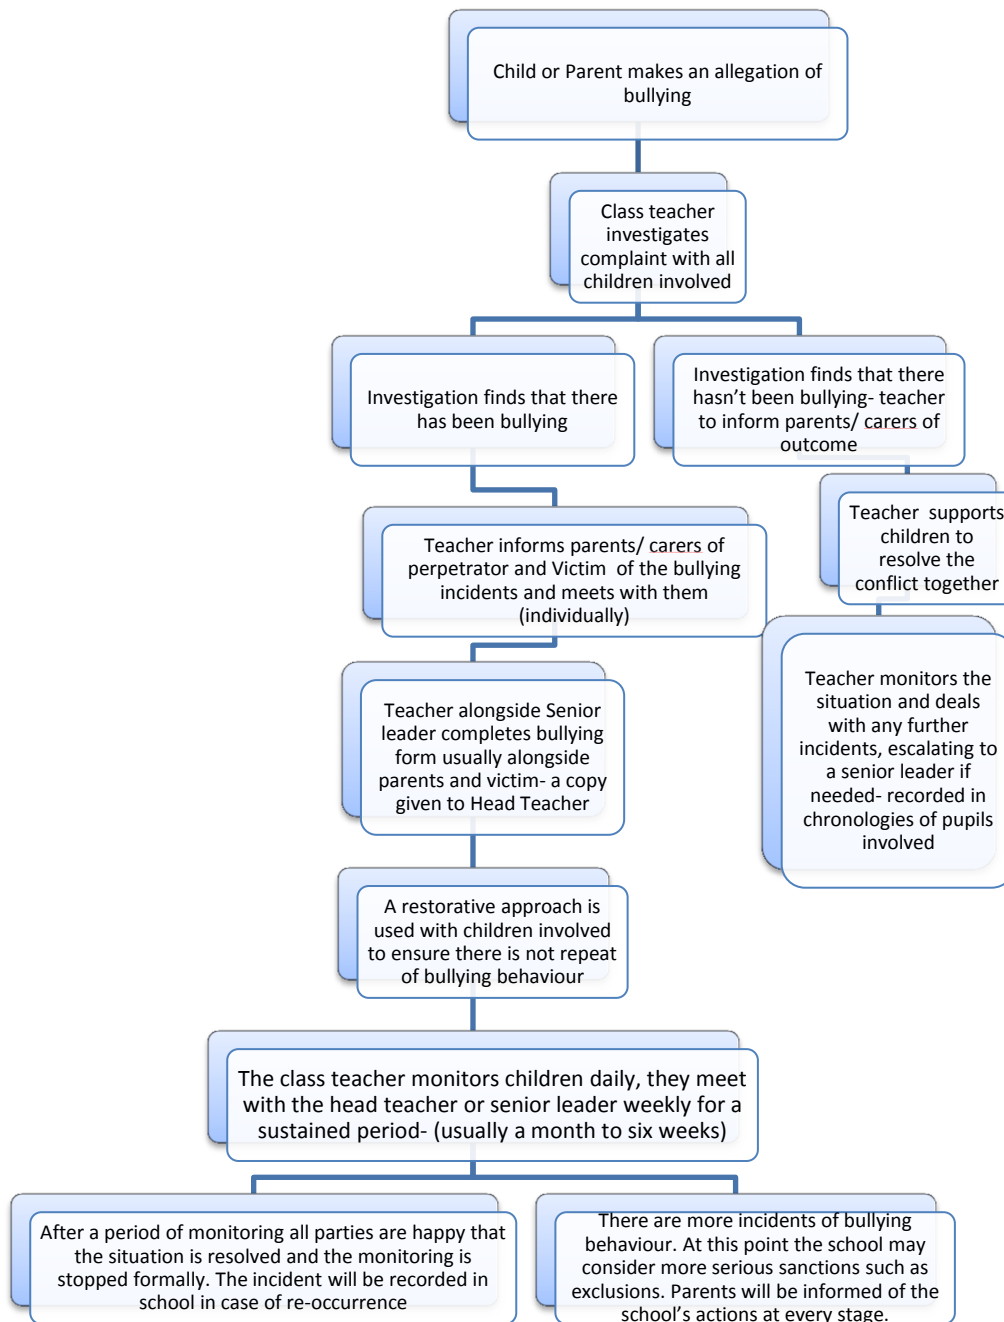 Child or Parent makes an allegation of
bullying
Class teacher
investigates
complaint with all
children involved
Investigation finds that there
has been bullying
Investigation finds that there
hasn't been bullying- teacher
to inform parents/ carers of
outcome
Teacher informs parents/ carers of
perpetrator and Victim  of the bullying
incidents and meets with them
(individually)
Teacher  supports
children to
resolve the
conflict together
Teacher alongside Senior
leader completes bullying
form usually alongside
parents and victim- a copy
given to Head Teacher
Teacher monitors the
situation and deals
with any further
incidents, escalating to
a senior leader if
needed- recorded in
chronologies of pupils
involved
A restorative approach is
used with children involved
to ensure there is not repeat
of bullying behaviour
The class teacher monitors children daily, they meet
with the head teacher or senior leader weekly for a
sustained period- (usually a month to six weeks)
After a period of monitoring all parties are happy that
the situation is resolved and the monitoring is
stopped formally. The incident will be recorded in
school in case of re-occurrence
There are more incidents of bullying
behaviour. At this point the school may
consider more serious sanctions such as
exclusions. Parents will be informed of the
school's actions at every stage.